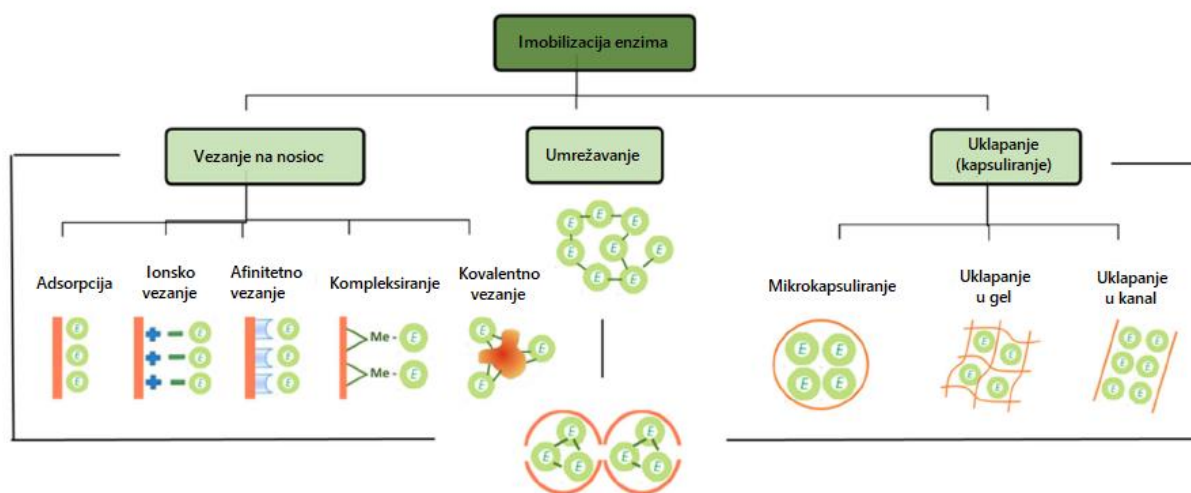 Imobilizacija enzima
Vezanje na nosioc
Umrežavanje
Uklapanje
(kapsuliranje)
Adsorpcija
Ionsko
vezanje
Afinitetno
vezanje
Kompleksiranje
Kovalentno
vezanje
Mikrokapsuliranje
Uklapanje
u gel
Uklapanje
u kanal
E E E
E E E
E E E
Me - E
Me - E
E E E
E E E E E E E E E
E E
E E
E E E E
E E
E E
E E
E E E
E E E